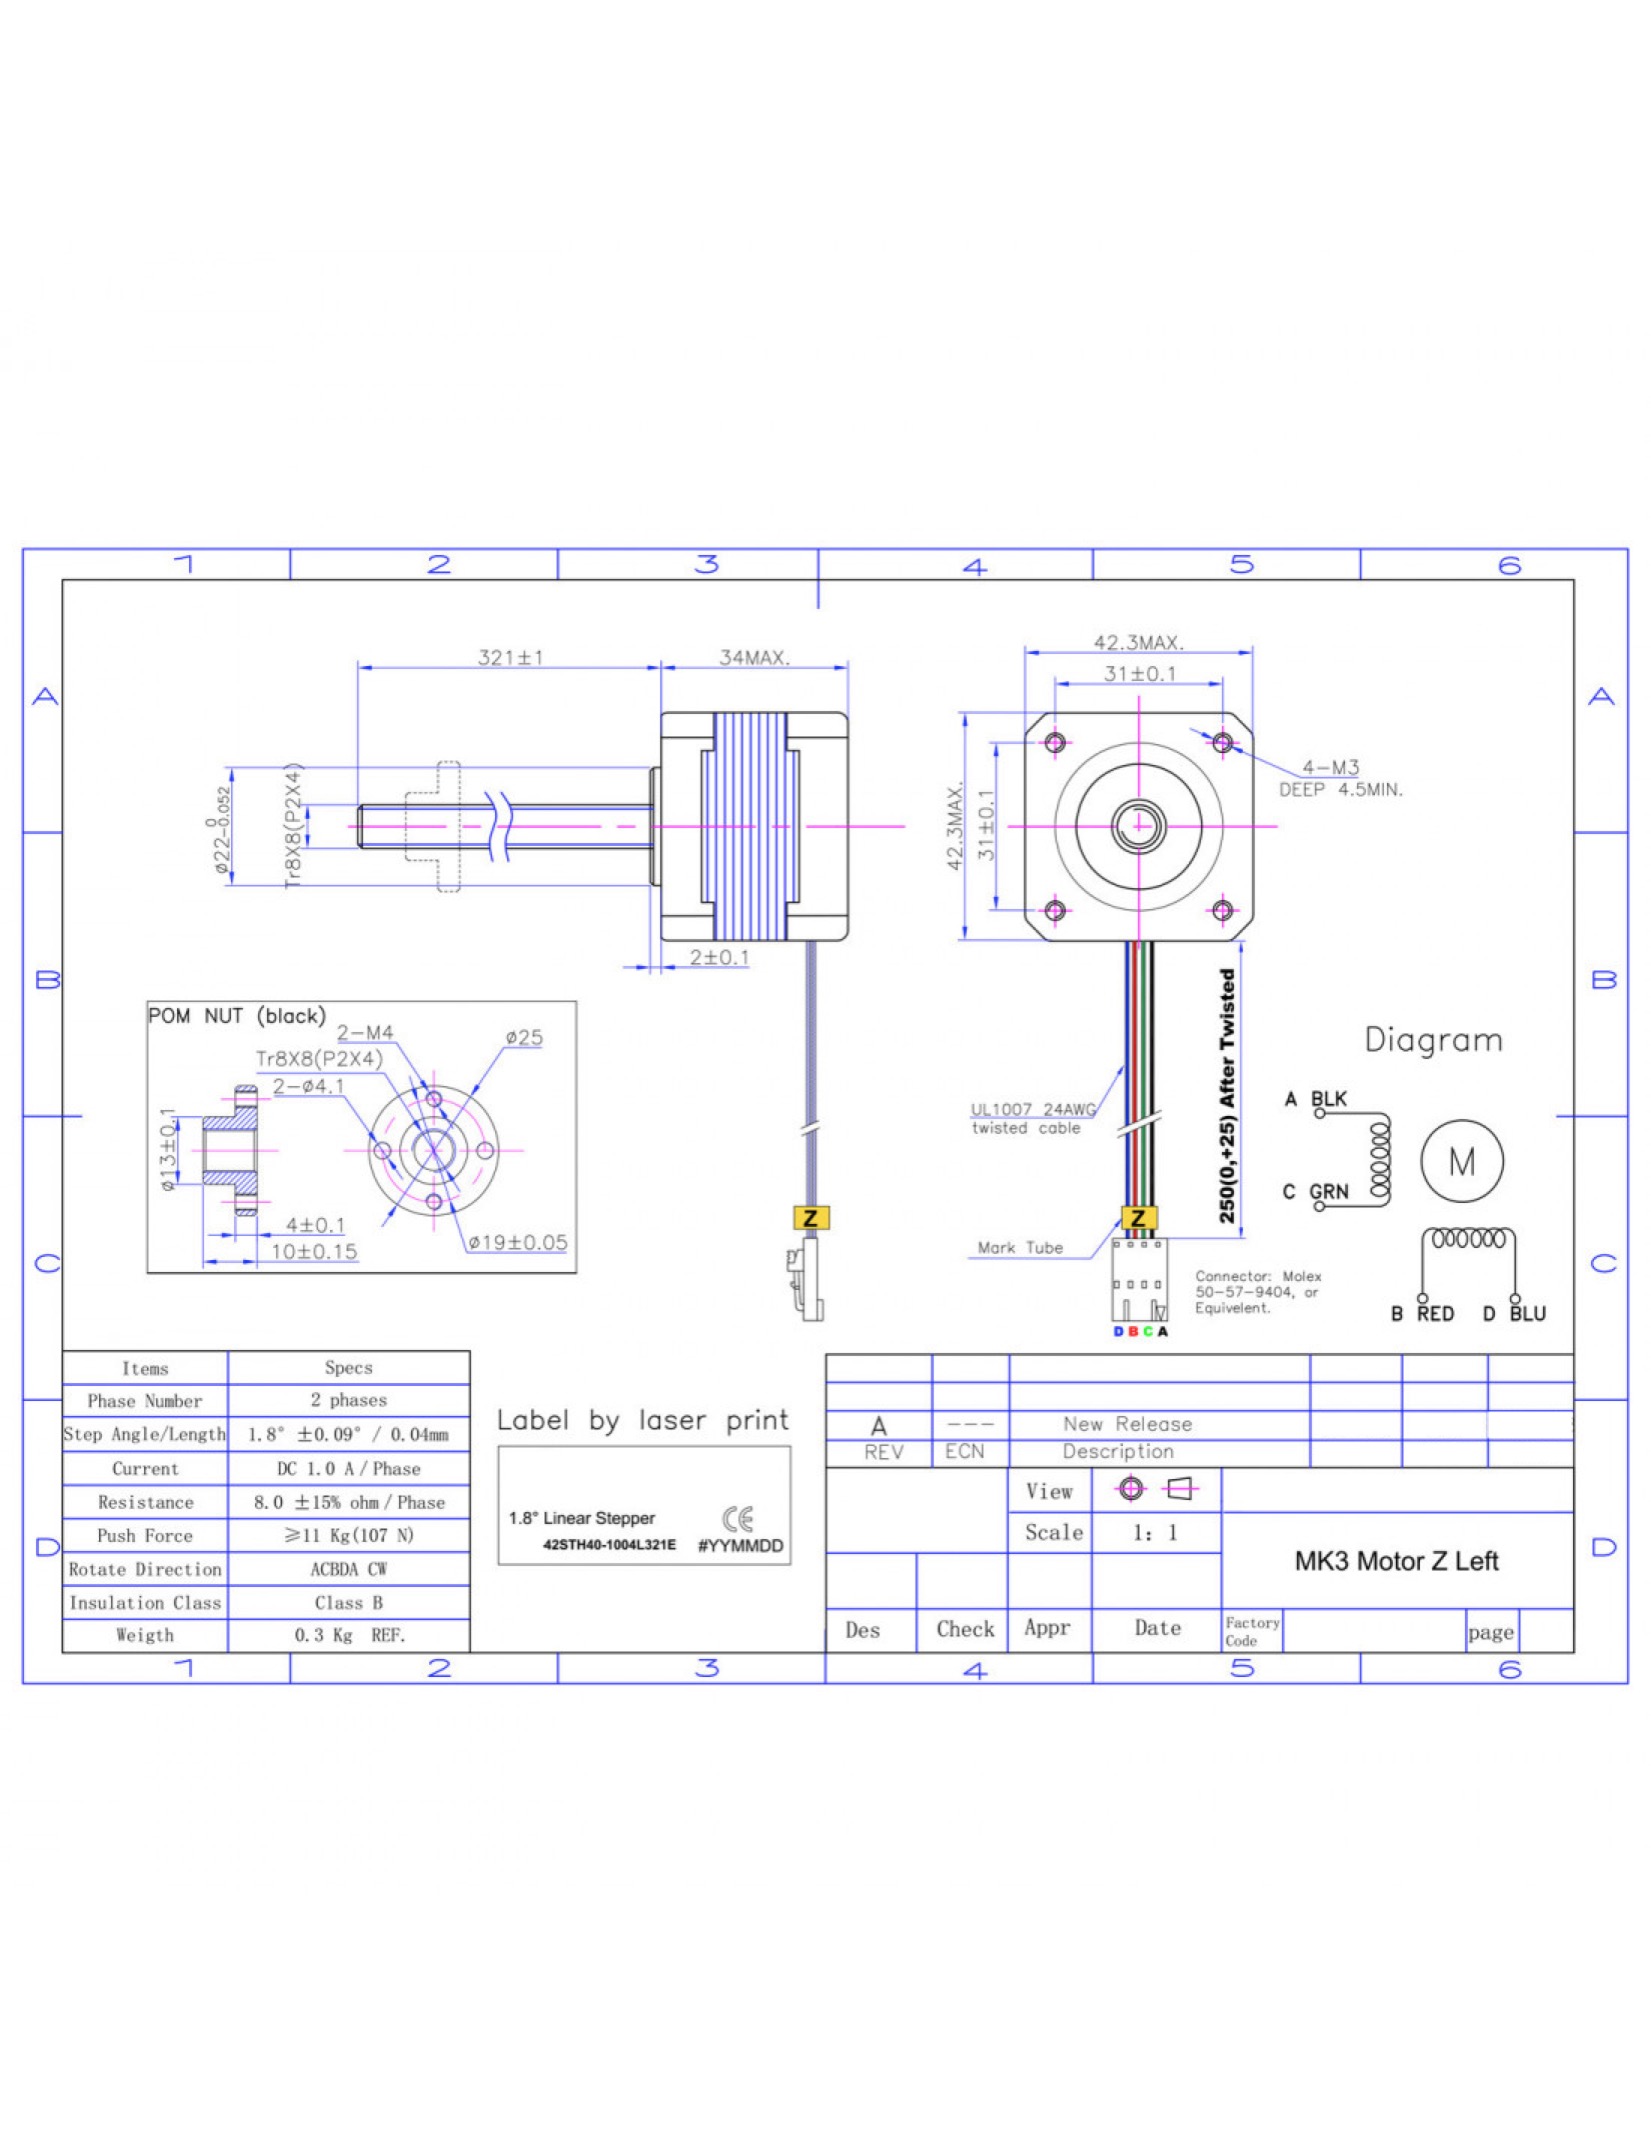 1 2 3 4 5 6
A
A
B
B
C
C
D
D
321±1
34MAX.
ø22 0 -0.052
Tr8X8(P2X4)
2±0.1
42.3MAX.
31±0.1
42.3MAX.
31±0.1
4-M3
DEEP 4.5MIN.
250(0,+25) After Twisted
UL1007 24AWG
twisted cable
Z
Z
Mark Tube
Connector: Molex
50-57-9404, or
Equivelent.
D B C A
POM NUT (black)
2-M4
ø25
Tr8X8(P2X4)
2-ø4.1
ø13±0.1
4±0.1
10±0.15
ø19±0.05
Diagram
A BLK
M
C GRN
B RED D BLU
Items Specs
Phase Number 2 phases
Step Angle/Length 1.8° ±0.09° / 0.04mm
Current DC 1.0 A / Phase
Resistance 8.0 ±15% ohm / Phase
Push Force ≥11 Kg(107 N)
Rotate Direction ACBDA CW
Insulation Class Class B
Weigth 0.3 Kg REF.
Label by laser print
1.8° Linear Stepper CE
42STH40-1004L321E #YYMMDD
A --- New Release
REV ECN Description
View
Scale 1: 1
MK3 Motor Z Left
Des Check Appr Date
Factory
Code
page
1 2 3 4 5 6